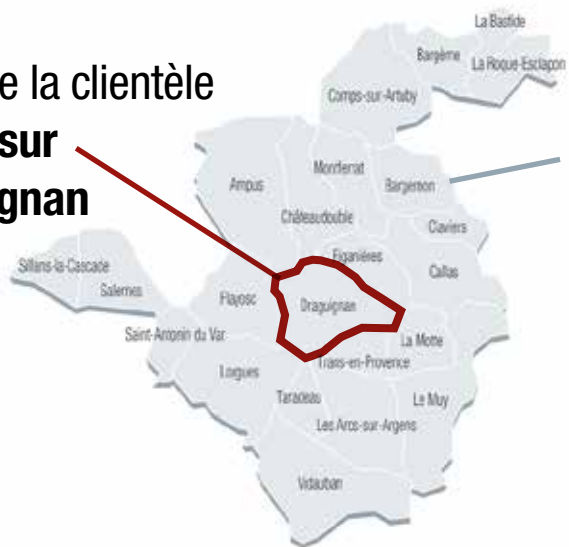 e la clientèle
sur
gnan
La Bastide
Bargème
La Roque-Esclapon
Comps-sur-Artuby
Montferrat
Ampus
Bargemon
Châteaudouble
Claviers
Figanières
Callas
Sillans-la-Cascade
Salernes
Flayosc
Draguignan
Saint-Antonin du Var
La Motte
Trans-en-Provence
Lorgues
Taradeau
Le Muy
Les Arcs-sur-Argens
Vidauban